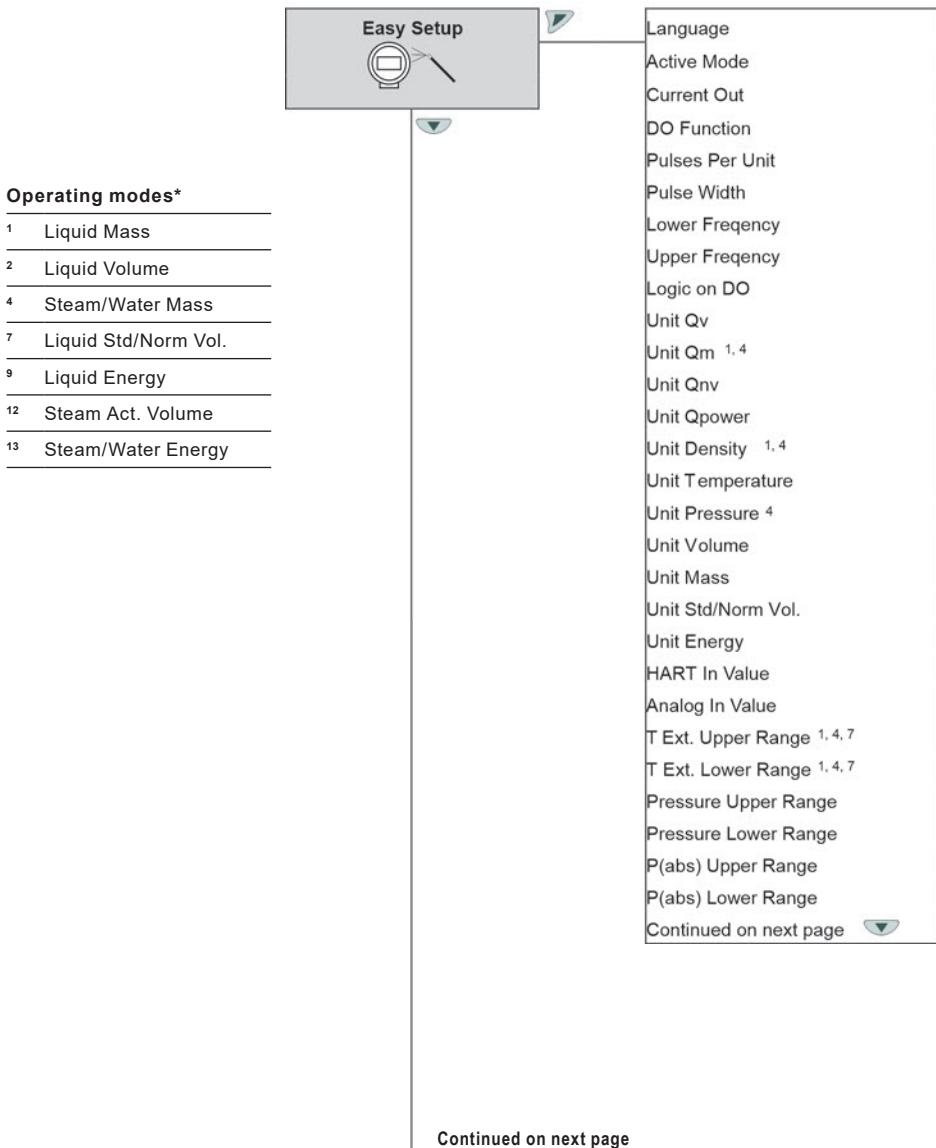 Easy Setup
Language
Active Mode
Current Out
DO Function
Pulses Per Unit
Pulse Width
Lower Freqency
Upper Freqency
Logic on DO
Unit Qv
Unit Qm 1, 4
Unit Qnv
Unit Qpower
Unit Density 1, 4
Unit Temperature
Unit Pressure 4
Unit Volume
Unit Mass
Unit Std/Norm Vol.
Unit Energy
HART In Value
Analog In Value
T Ext. Upper Range 1, 4, 7
T Ext. Lower Range 1, 4, 7
Pressure Upper Range
Pressure Lower Range
P(abs) Upper Range
P(abs) Lower Range
Continued on next page
Operating modes*
1 Liquid Mass
2 Liquid Volume
4 Steam/Water Mass
7 Liquid Std/Norm Vol.
9 Liquid Energy
12 Steam Act. Volume
13 Steam/Water Energy
Continued on next page